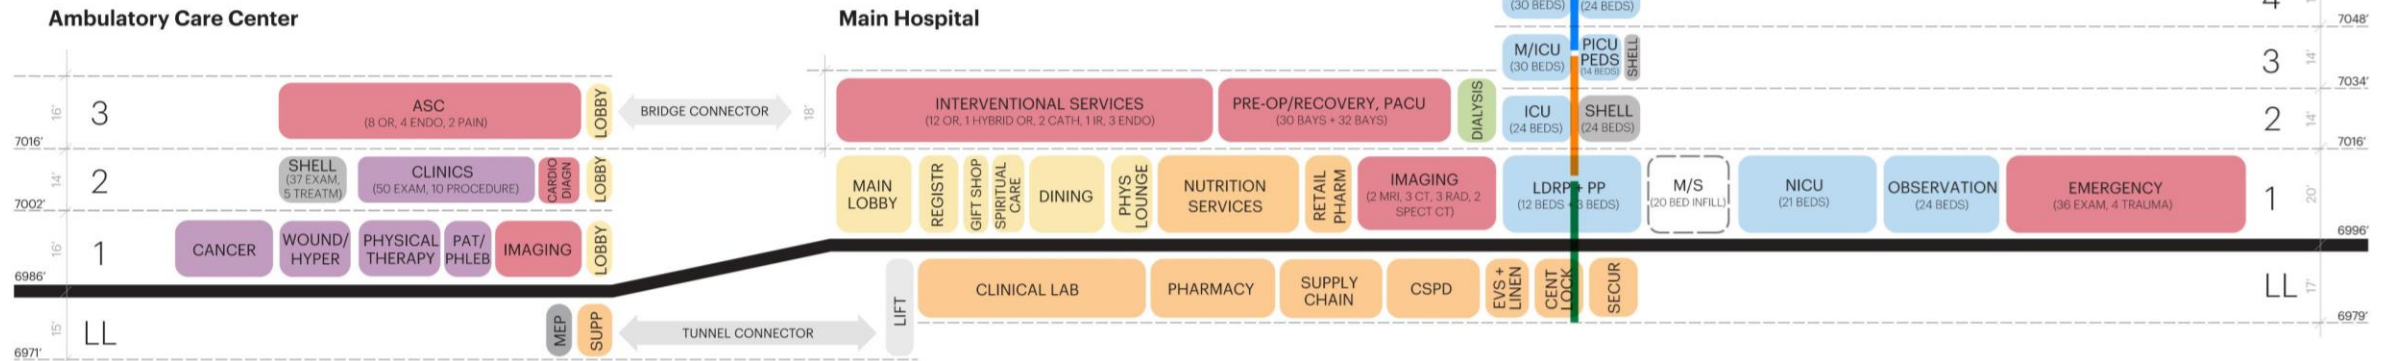 Ambulatory Care Center
Main Hospital
(30 BEDS)
(24 BEDS)
4
7048'
M/ICU
(30 BEDS)
PICU
PEDS
(14 BEDS)
SHELL
3
14'
7034'
16'
3
ASC
(8 OR, 4 ENDO, 2 PAIN)
LOBBY
BRIDGE CONNECTOR
18'
INTERVENTIONAL SERVICES
(12 OR, 1 HYBRID OR, 2 CATH, 1 IR, 3 ENDO)
PRE-OP/RECOVERY, PACU
(30 BAYS + 32 BAYS)
DIALYSIS
ICU
(24 BEDS)
SHELL
(24 BEDS)
2
14'
7016'
7016'
14'
2
SHELL
(37 EXAM,
5 TREATM)
CLINICS
(50 EXAM, 10 PROCEDURE)
CARDIO
DIAGN
LOBBY
MAIN
LOBBY
REGISTR
GIFT SHOP
SPIRITUAL
CARE
DINING
PHYS
LOUNGE
NUTRITION
SERVICES
RETAIL
PHARM
IMAGING
(2 MRI, 3 CT, 3 RAD, 2
SPECT CT)
LDRP + PP
(12 BEDS + 3 BEDS)
M/S
(20 BED INFILL)
NICU
(21 BEDS)
OBSERVATION
(24 BEDS)
EMERGENCY
(36 EXAM, 4 TRAUMA)
1
20'
7002'
6996'
16'
1
CANCER
WOUND/
HYPER
PHYSICAL
THERAPY
PAT/
PHLEB
IMAGING
LOBBY
6986'
LIFT
CLINICAL LAB
PHARMACY
SUPPLY
CHAIN
CSPD
EVS +
LINEN
CENT
LOCK
SECUR
LL
17'
6979'
15'
LL
MEP
SUPP
TUNNEL CONNECTOR
6971'